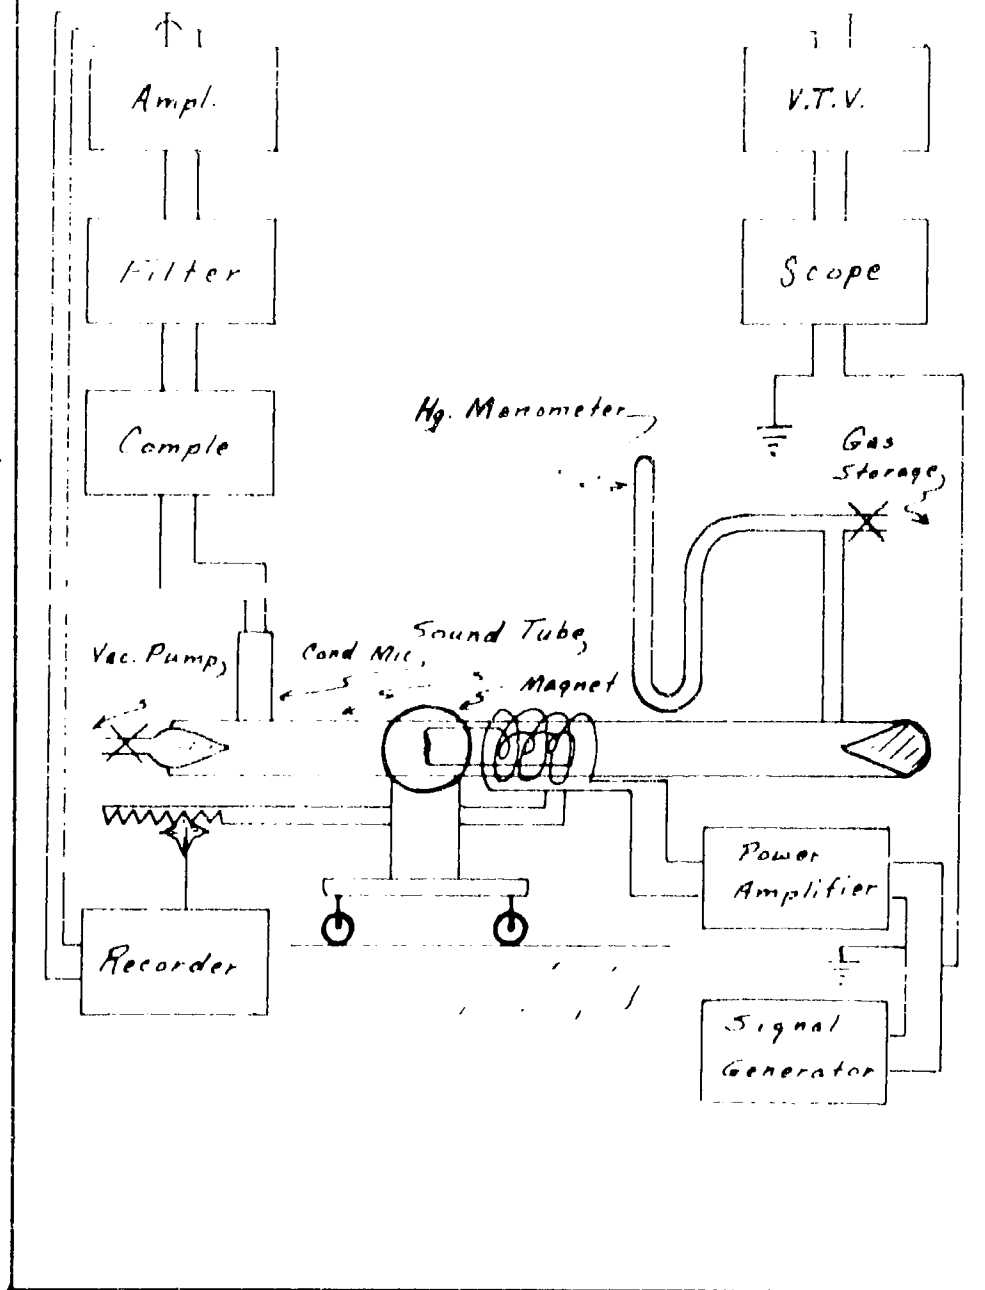 Ampl.
V.T.V.
Filter
Scope
Comple
Hg. Manometer
Gas
Storage
Sound Tube
Vac. Pump
Cond Mic.
Magnet
Power
Amplifier
Recorder
Signal
Generator